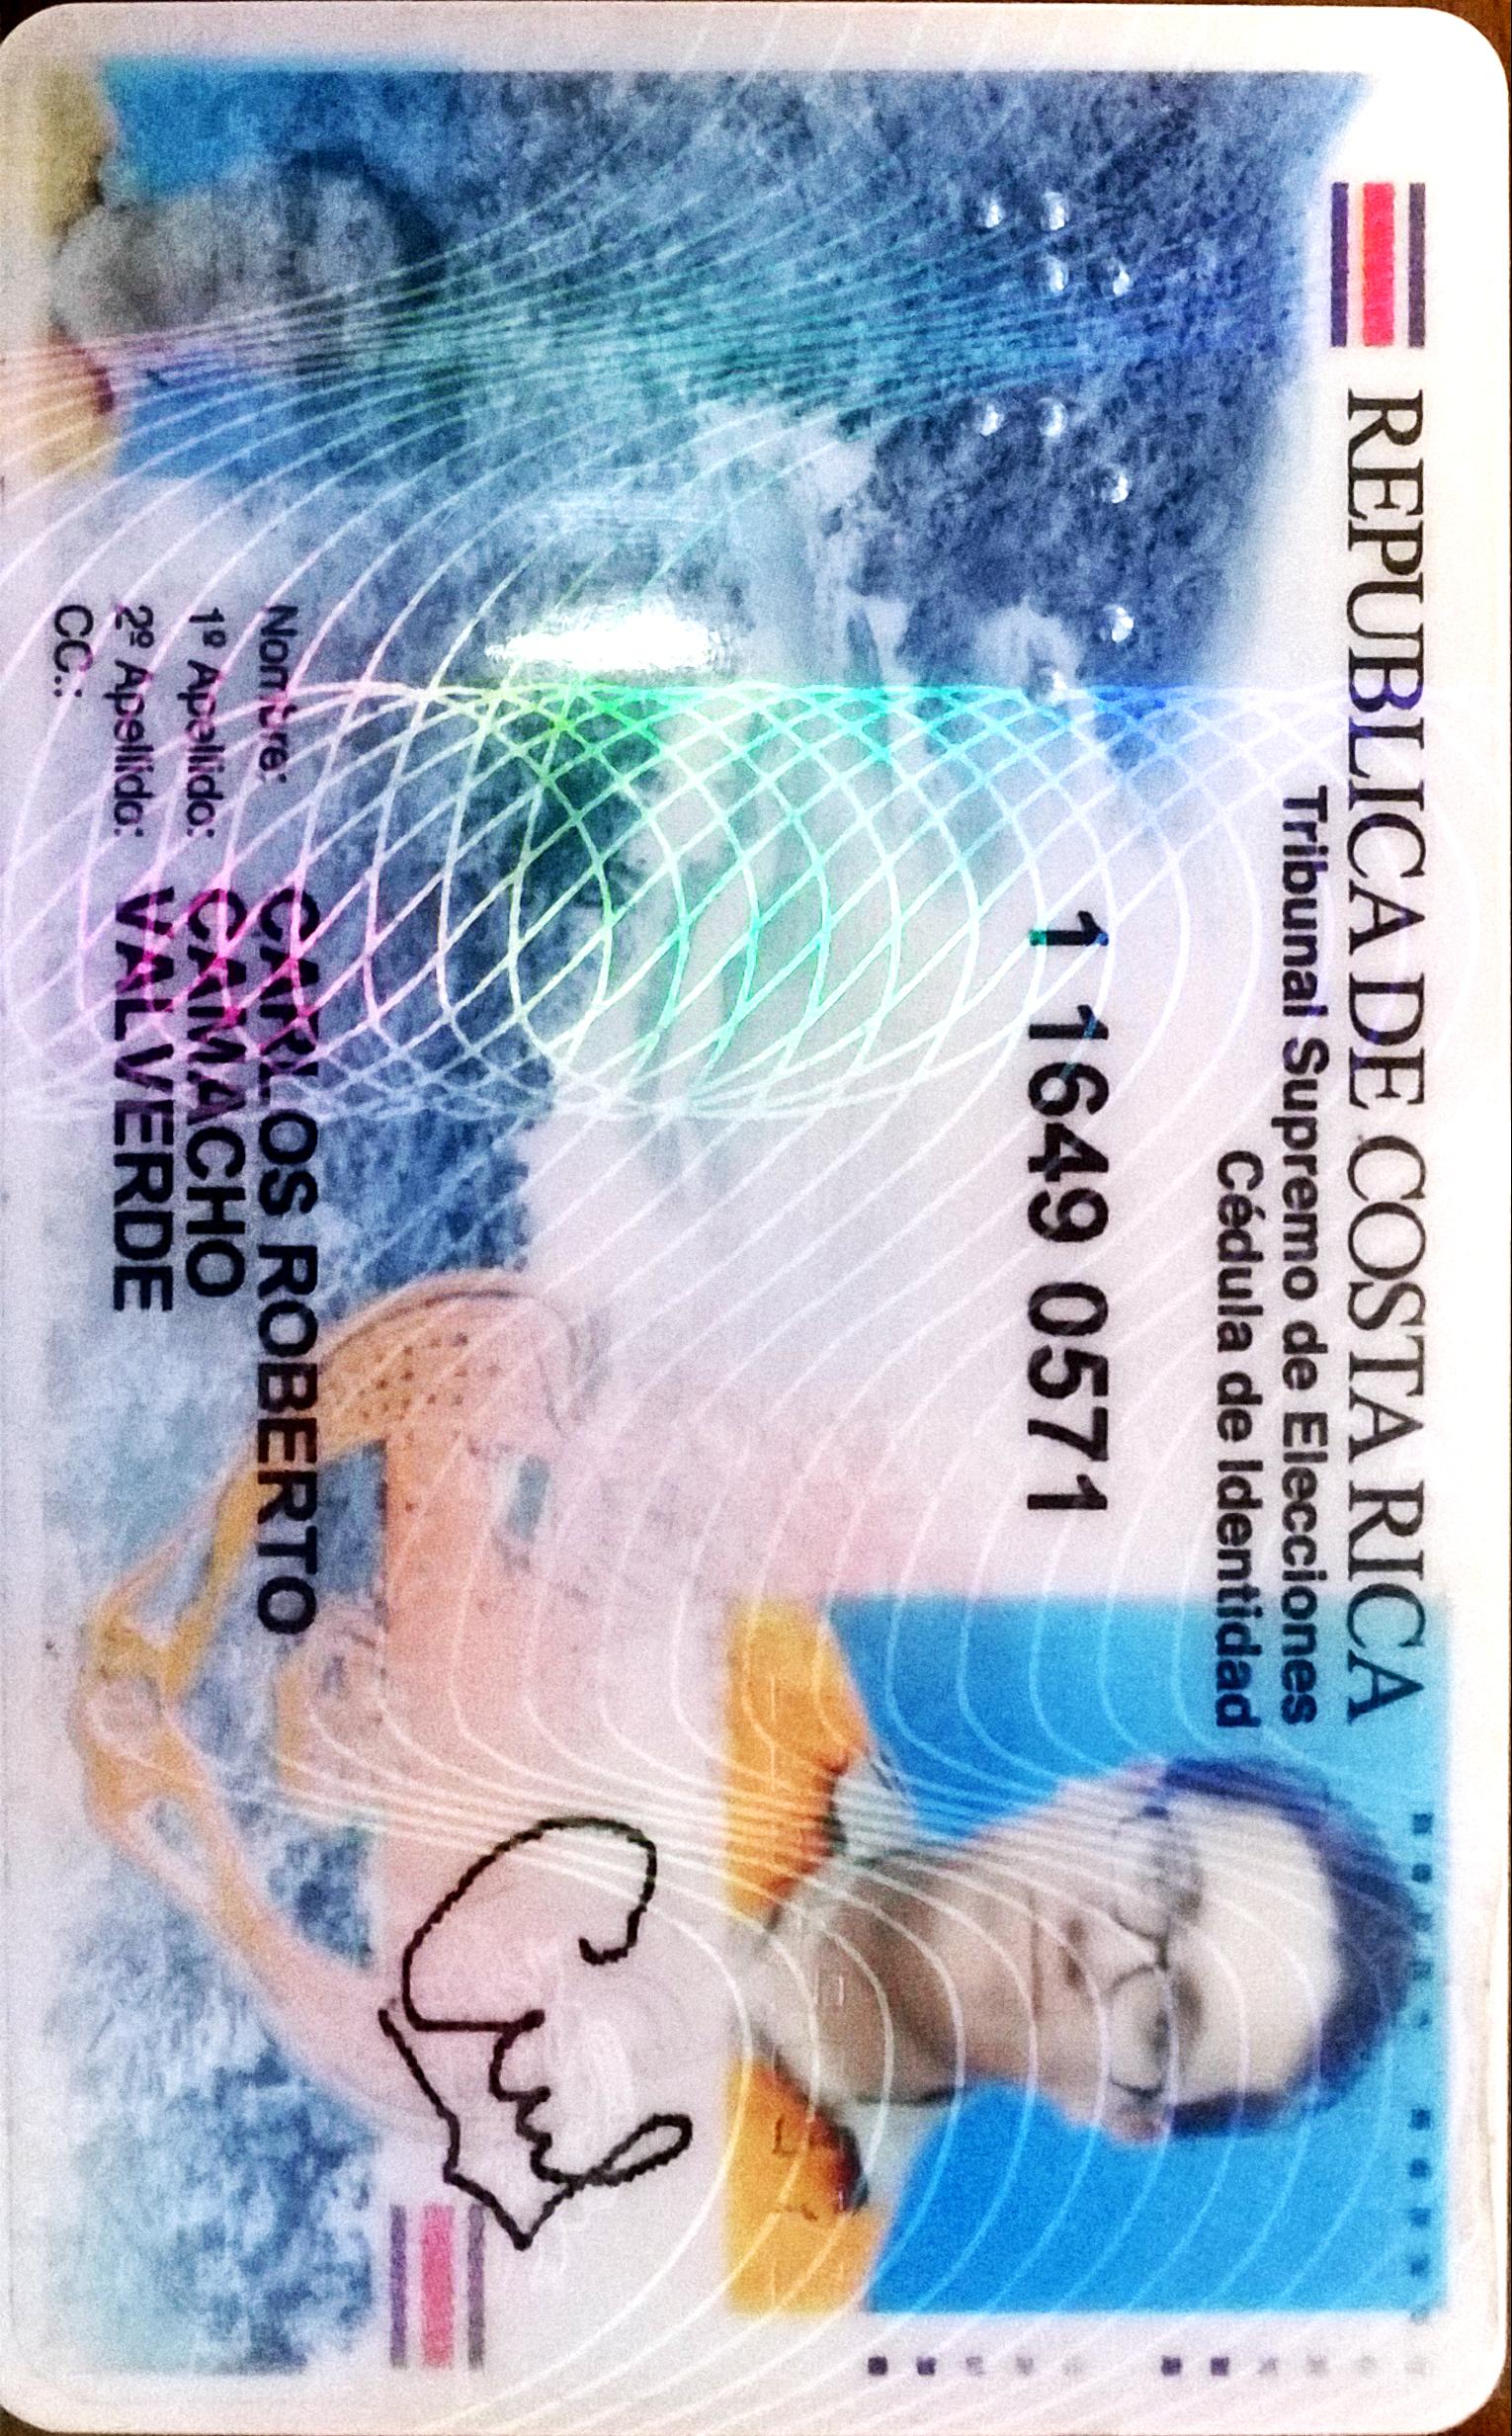 REPUBLICA DE COSTA RICA
Tribunal Supremo de Elecciones
Cédula de Identidad
1 1649 0571
Nombre: CARLOS ROBERTO
1º Apellido: CAMACHO
2º Apellido: VALVERDE
CC.: